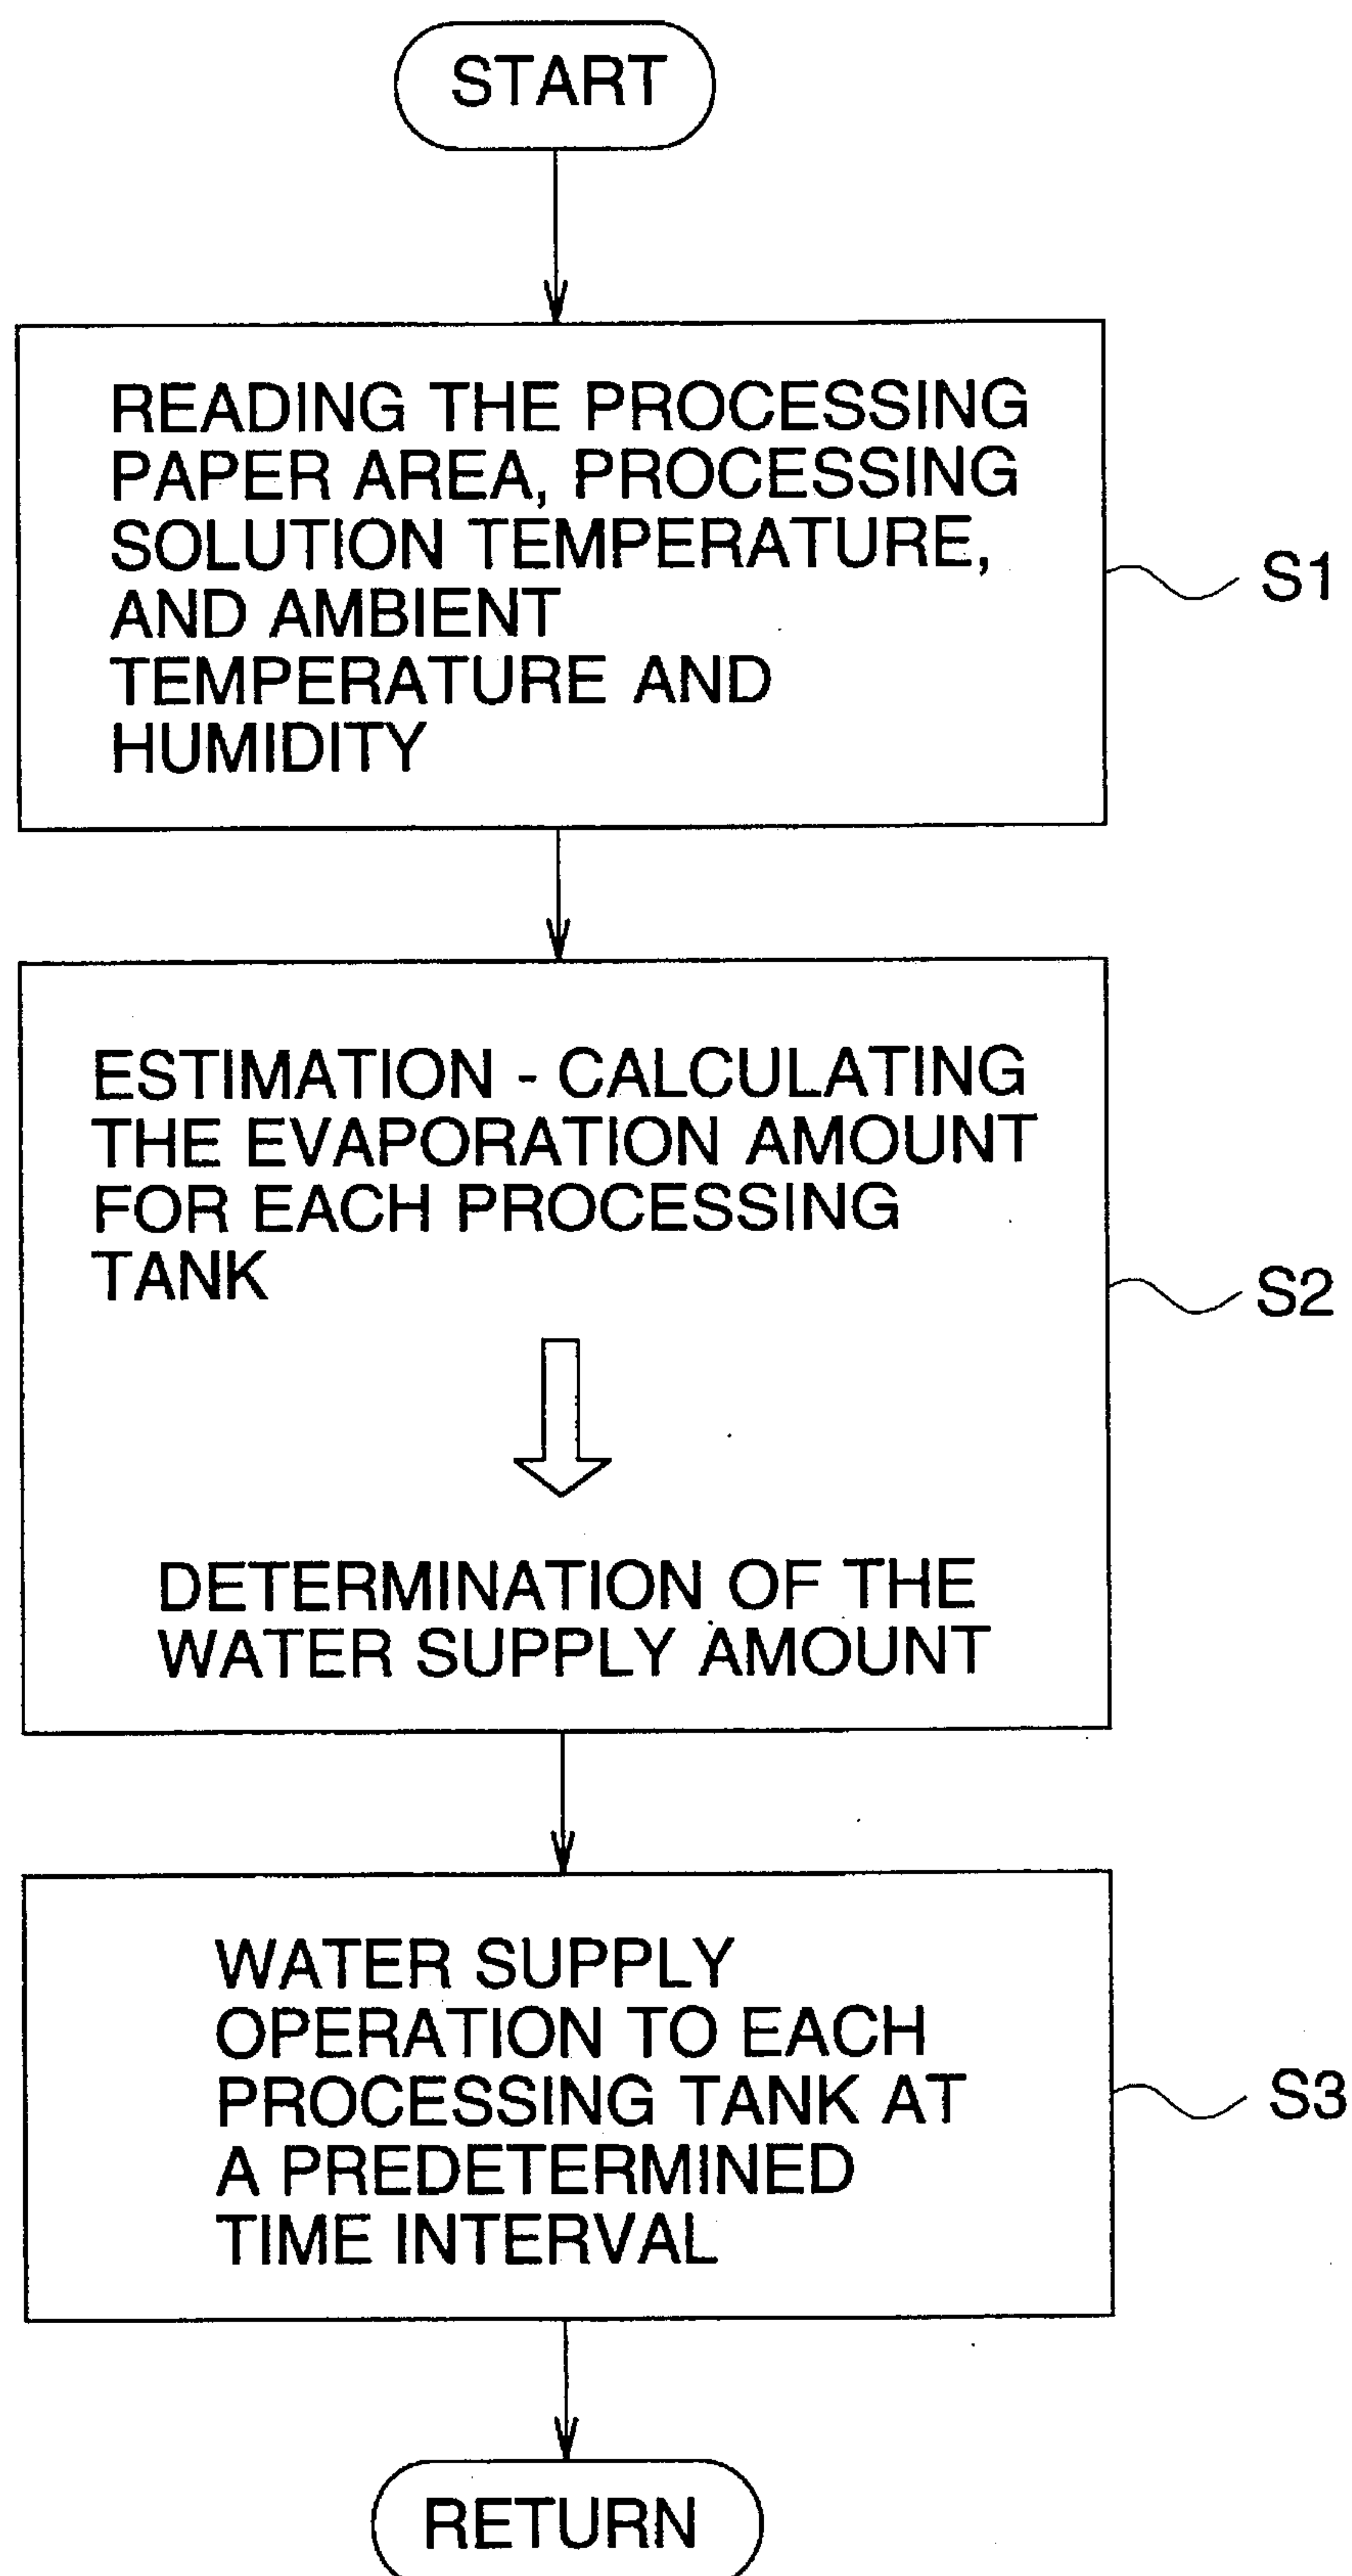 START
READING THE PROCESSING
PAPER AREA, PROCESSING
SOLUTION TEMPERATURE,
AND AMBIENT
TEMPERATURE AND
HUMIDITY
S1
ESTIMATION - CALCULATING
THE EVAPORATION AMOUNT
FOR EACH PROCESSING
TANK
S2
DETERMINATION OF THE
WATER SUPPLY AMOUNT
WATER SUPPLY
OPERATION TO EACH
PROCESSING TANK AT
A PREDETERMINED
TIME INTERVAL
S3
RETURN